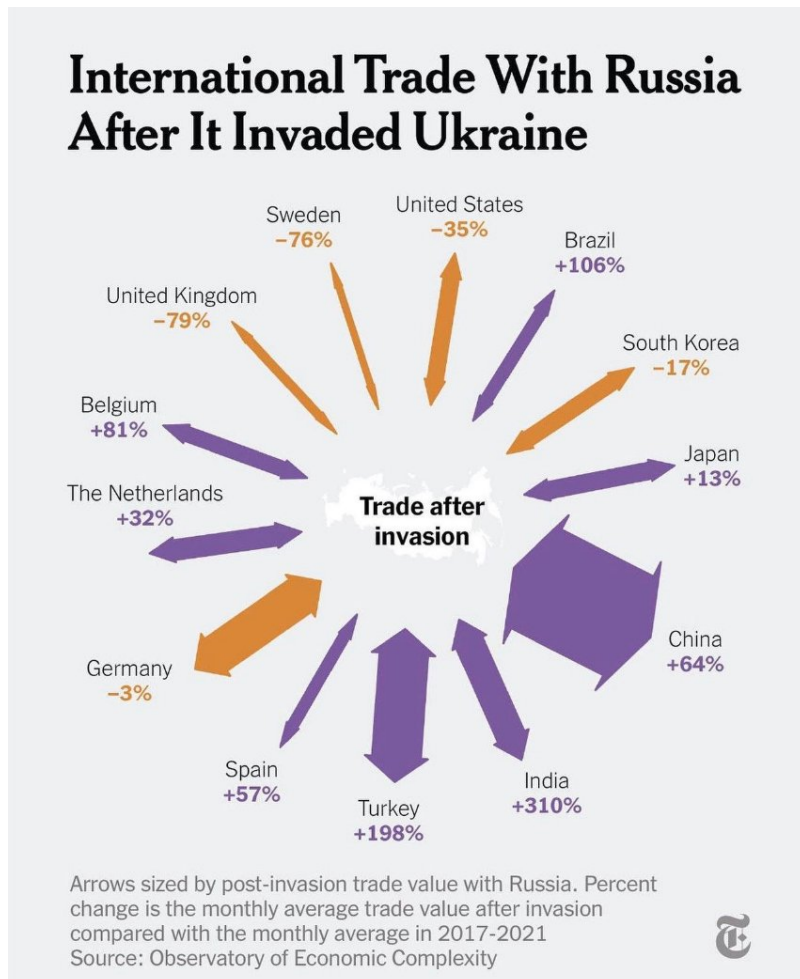 International Trade With Russia
After It Invaded Ukraine
United States
−35%
Sweden
−76%
Brazil
+106%
United Kingdom
−79%
South Korea
−17%
Belgium
+81%
Japan
+13%
The Netherlands
+32%
Trade after
invasion
China
+64%
Germany
−3%
Spain
+57%
India
+310%
Turkey
+198%
Arrows sized by post-invasion trade value with Russia. Percent
change is the monthly average trade value after invasion
compared with the monthly average in 2017-2021
Source: Observatory of Economic Complexity
T